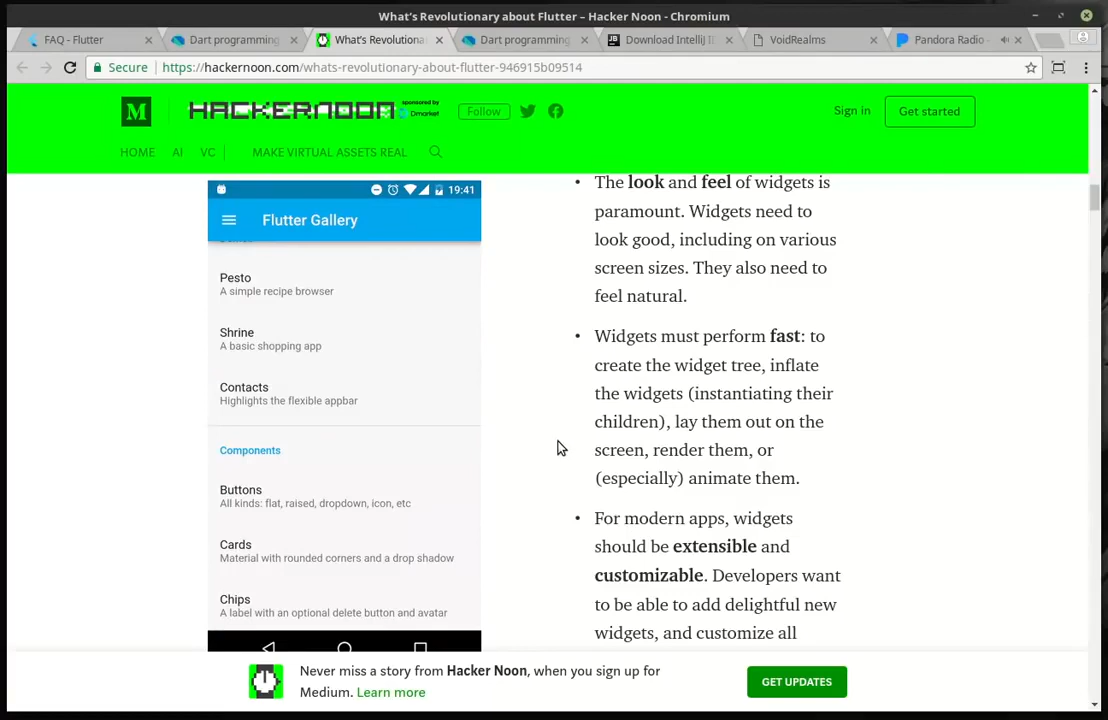 What's Revolutionary about Flutter – Hacker Noon - Chromium
FAQ - Flutter
Dart programming
What's Revolutiona
Dart programming
Download IntelliJ I
VoidRealms
Pandora Radio -
Secure
https://hackernoon.com/whats-revolutionary-about-flutter-946915b09514
M
HACKERNOON
sponsored by
Dmarket
Follow
Sign in
Get started
HOME
AI
VC
MAKE VIRTUAL ASSETS REAL
19:41
Flutter Gallery
Pesto
A simple recipe browser
Shrine
A basic shopping app
Contacts
Highlights the flexible appbar
Components
Buttons
All kinds: flat, raised, dropdown, icon, etc
Cards
Material with rounded corners and a drop shadow
Chips
A label with an optional delete button and avatar
• The look and feel of widgets is
paramount. Widgets need to
look good, including on various
screen sizes. They also need to
feel natural.
• Widgets must perform fast: to
create the widget tree, inflate
the widgets (instantiating their
children), lay them out on the
screen, render them, or
(especially) animate them.
• For modern apps, widgets
should be extensible and
customizable. Developers want
to be able to add delightful new
widgets, and customize all
Never miss a story from Hacker Noon, when you sign up for
Medium. Learn more
GET UPDATES